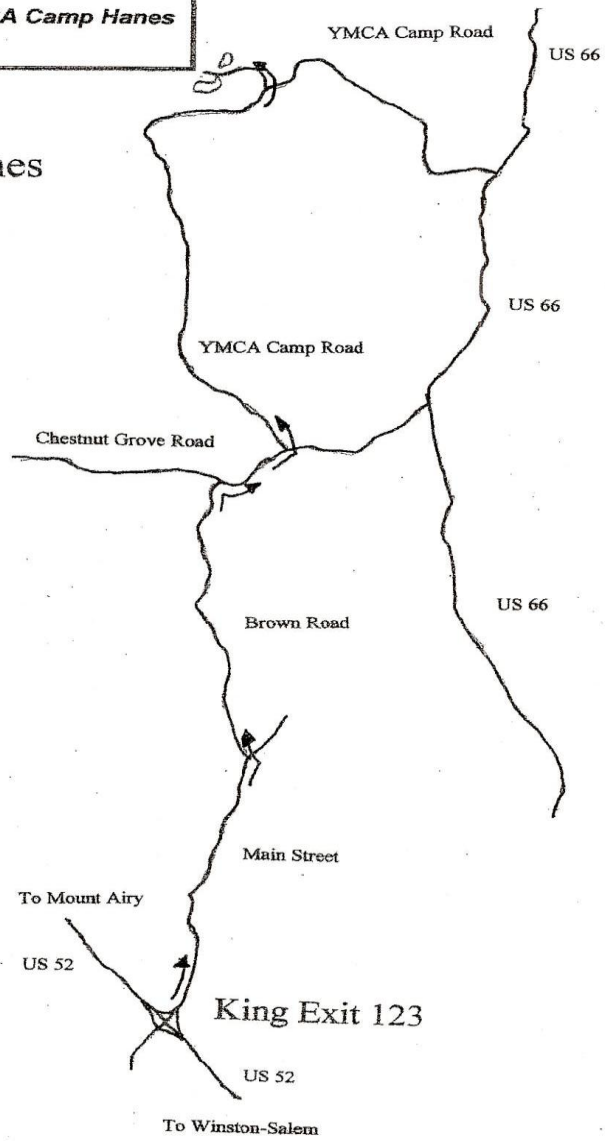 A Camp Hanes
YMCA Camp Road
US 66
nes
US 66
YMCA Camp Road
Chestnut Grove Road
US 66
Brown Road
Main Street
To Mount Airy
US 52
King Exit 123
US 52
To Winston-Salem